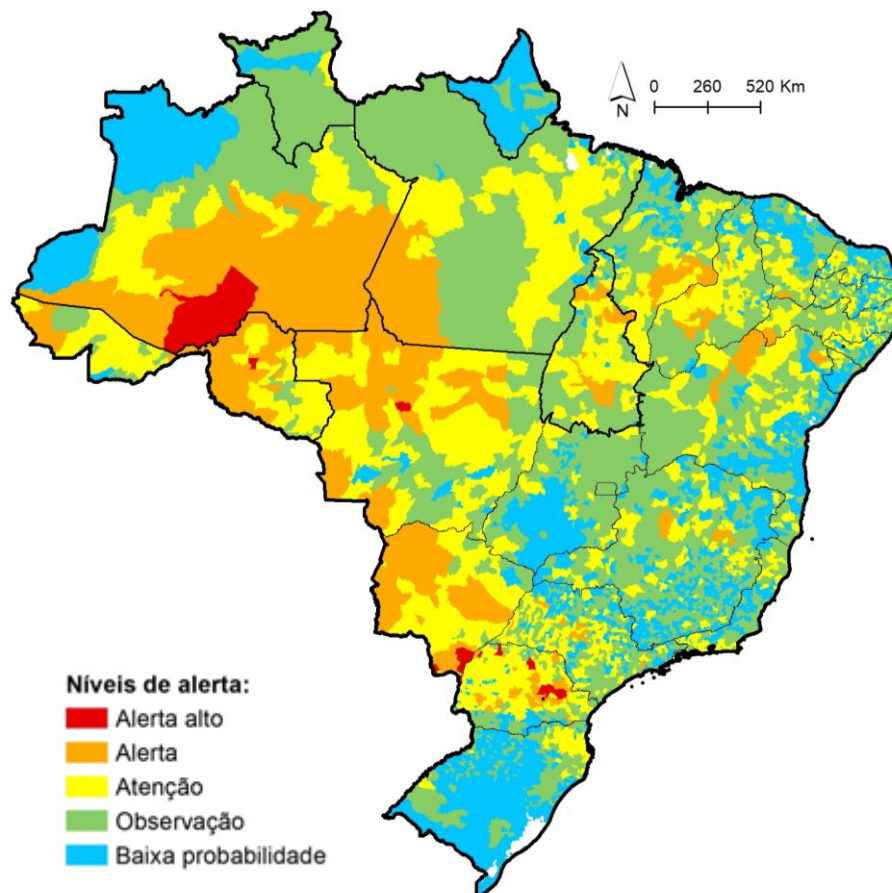 0 260 520 Km
N
Níveis de alerta:
Alerta alto
Alerta
Atenção
Observação
Baixa probabilidade